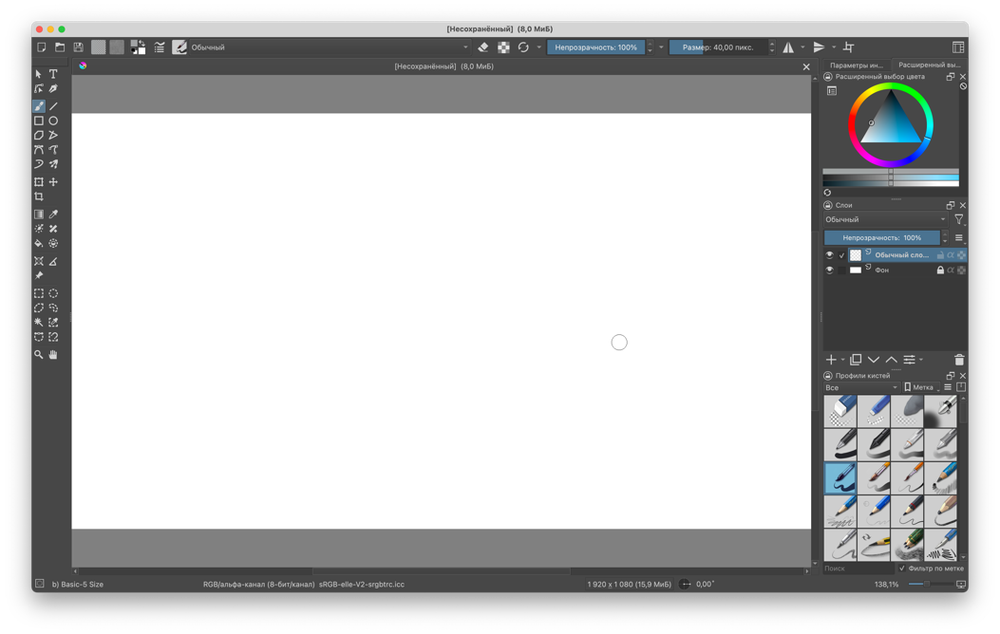 [Несохранённый]  (8,0 МиБ)
Обычный
Непрозрачность: 100%
Размер: 40,00 пикс.
[Несохранённый]  (8,0 МиБ)
Параметры ин...
Расширенный вы...
Расширенный выбор цвета
Слои
Обычный
Непрозрачность: 100%
Обычный сло...
Фон
Профили кистей
Все
Метка
Поиск
Фильтр по метке
b) Basic-5 Size
RGB/альфа-канал (8-бит/канал)  sRGB-elle-V2-srgbtrc.icc
1 920 x 1 080 (15,9 МиБ)
0,00°
138,1%